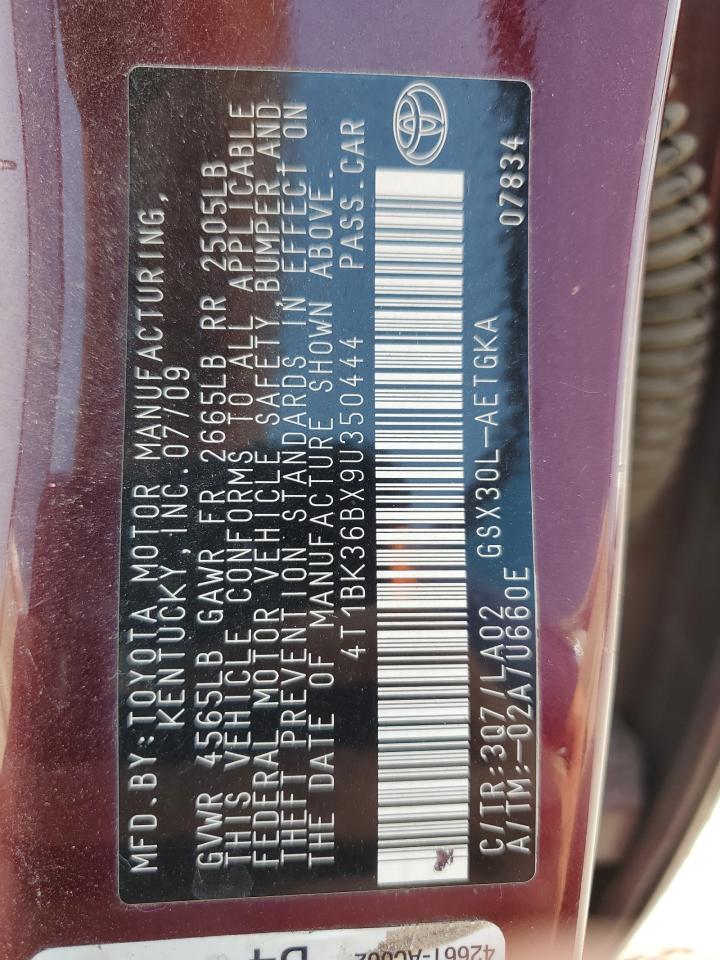 MFD.BY:TOYOTA MOTOR MANUFACTURING,
KENTUCKY, INC. 07/09
GVWR 4565LB GAWR FR 2665LB RR 2505LB
THIS VEHICLE CONFORMS TO ALL APPLICABLE
FEDERAL MOTOR VEHICLE SAFETY, BUMPER AND
THEFT PREVENTION STANDARDS IN EFFECT ON
THE DATE OF MANUFACTURE SHOWN ABOVE.
4T1BK36BX9U350444 PASS.CAR
C/TR:3Q7/LA02 GSX30L-AETGKA 07834
A/TM:-02A/U660E